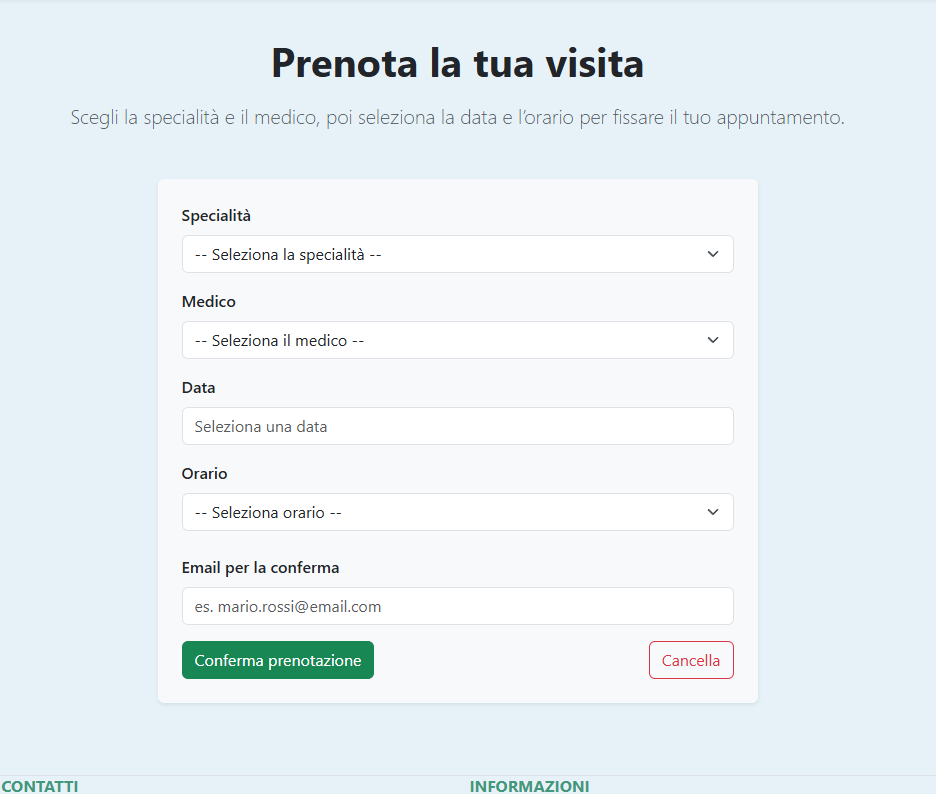 Prenota la tua visita
Scegli la specialità e il medico, poi seleziona la data e l’orario per fissare il tuo appuntamento.
Specialità
-- Seleziona la specialità --
Medico
-- Seleziona il medico --
Data
Seleziona una data
Orario
-- Seleziona orario --
Email per la conferma
es. mario.rossi@email.com
Conferma prenotazione
Cancella
CONTATTI
INFORMAZIONI